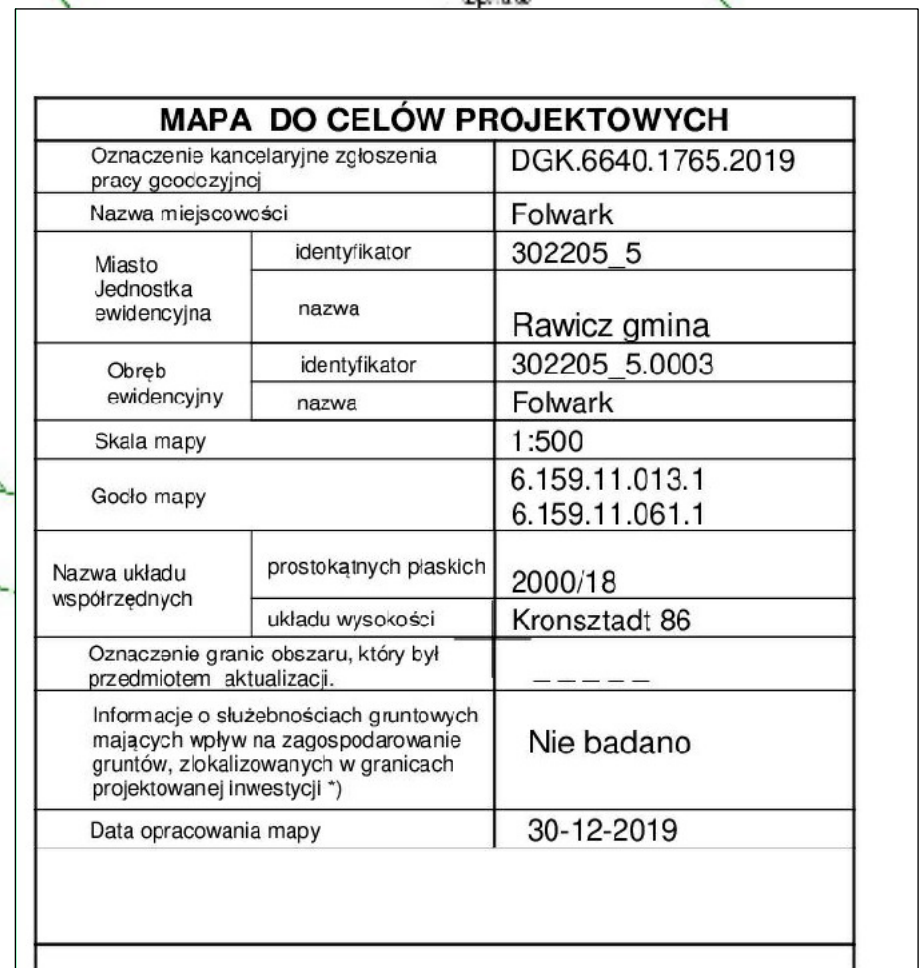 MAPA DO CELÓW PROJEKTOWYCH
Oznaczenie kancelaryjne zgłoszenia
pracy geodezyjnej
DGK.6640.1765.2019
Nazwa miejscowości
Folwark
Miasto
Jednostka
ewidencyjna
identyfikator
302205_5
nazwa
Rawicz gmina
Obręb
ewidencyjny
identyfikator
302205_5.0003
nazwa
Folwark
Skala mapy
1:500
Godło mapy
6.159.11.013.1
6.159.11.061.1
Nazwa układu
współrzędnych
prostokątnych płaskich
2000/18
układu wysokości
Kronsztadt 86
Oznaczenie granic obszaru, który był
przedmiotem aktualizacji.
_ _ _ _ _
Informacje o służebnościach gruntowych
mających wpływ na zagospodarowanie
gruntów, zlokalizowanych w granicach
projektowanej inwestycji *)
Nie badano
Data opracowania mapy
30-12-2019